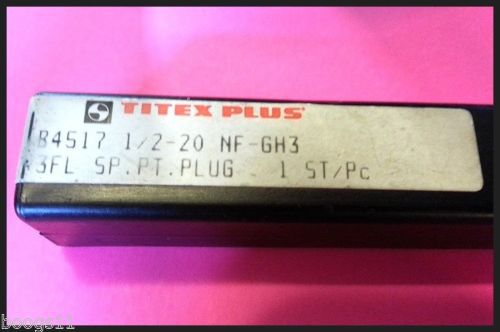 TITEX PLUS
B4517 1/2-20 NF-GH3
3FL SP.PT.PLUG 1 ST/Pc
boogs11